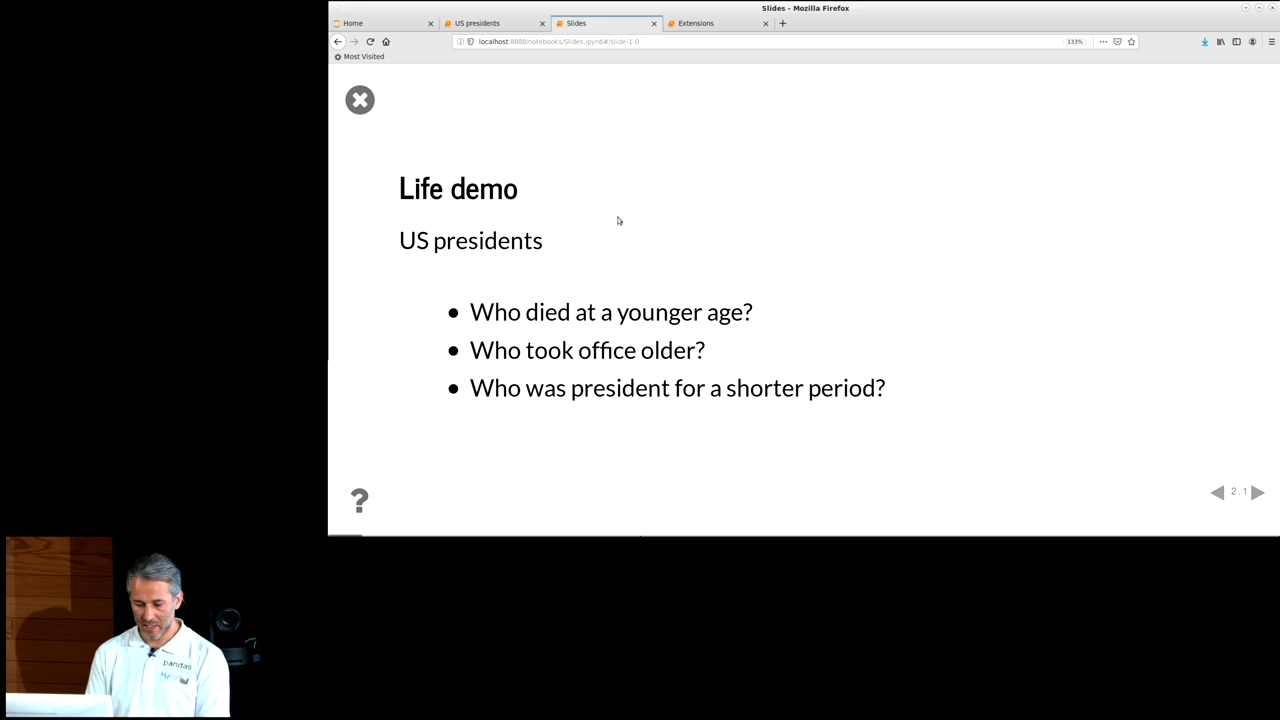 Slides - Mozilla Firefox
Home
US presidents
Slides
Extensions
localhost:8888/notebooks/Slides.ipynb#/slide-1-0
133%
Most Visited
Life demo
US presidents
Who died at a younger age?
Who took office older?
Who was president for a shorter period?
?
2.1
pandas